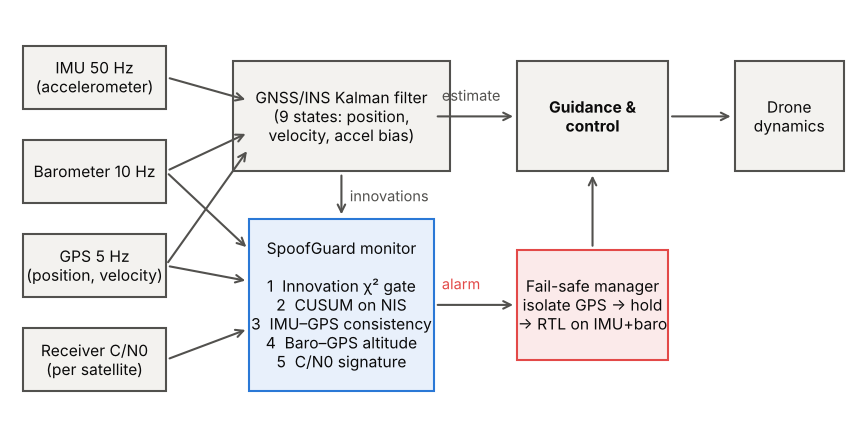 IMU 50 Hz
(accelerometer)
Barometer 10 Hz
GPS 5 Hz
(position, velocity)
Receiver C/N0
(per satellite)
GNSS/INS Kalman filter
(9 states: position,
velocity, accel bias)
estimate
innovations
SpoofGuard monitor
1 Innovation χ² gate
2 CUSUM on NIS
3 IMU–GPS consistency
4 Baro–GPS altitude
5 C/N0 signature
alarm
Guidance &
control
Fail-safe manager
isolate GPS → hold
→ RTL on IMU+baro
Drone
dynamics